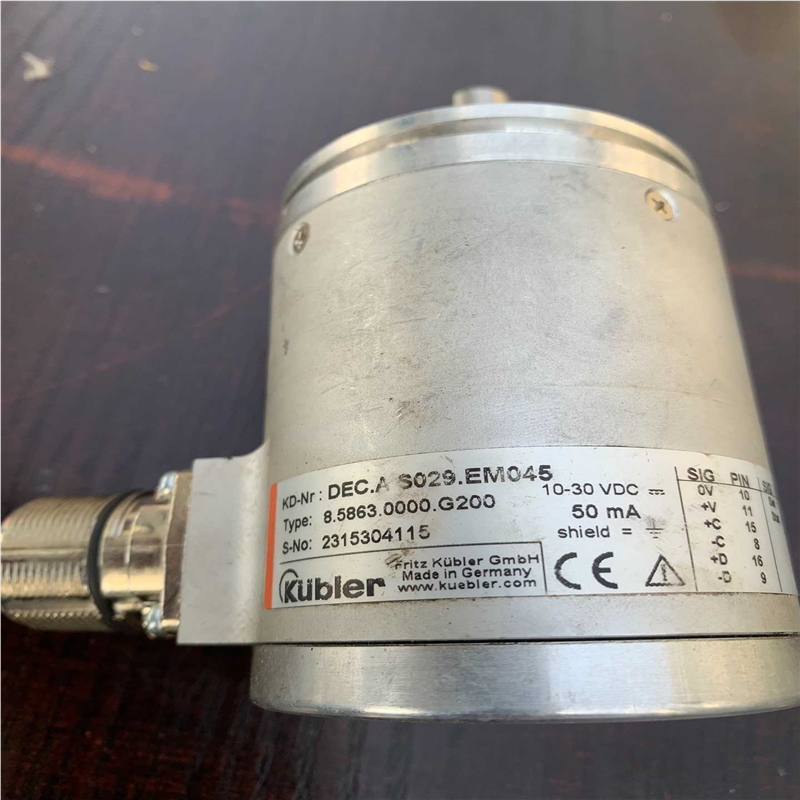 KD-Nr : DEC.A S029.EM045
Type: 8.5863.0000.G200
S-No: 2315304115
10-30 VDC
50 mA
shield =
Kübler
Fritz Kübler GmbH
Made in Germany
www.kuebler.com
CE
SIG PIN SIG
0V 10
+V 11
+C 15
-C 8
+D 16
-D 9